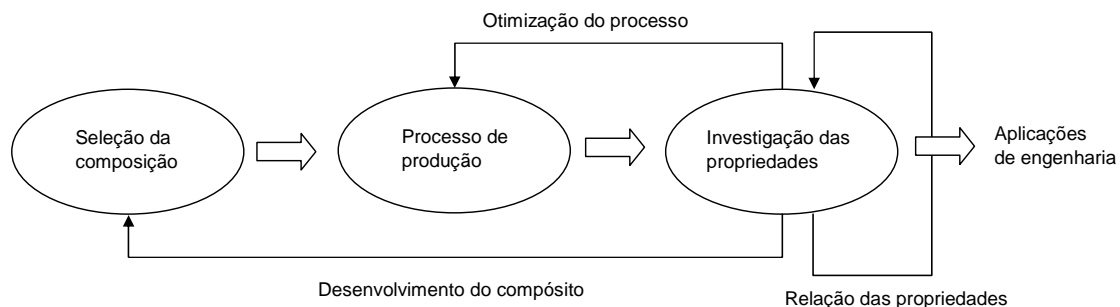 Otimização do processo
Seleção da
composição
Processo de
produção
Investigação das
propriedades
Aplicações
de engenharia
Desenvolvimento do compósito
Relação das propriedades